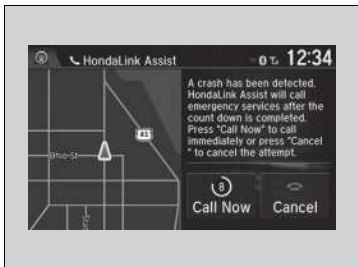 HondaLink Assist
12:34
A crash has been detected.
HondaLink Assist will call
emergency services after the
count down is completed.
Press "Call Now" to call
immediately or press "Cancel
" to cancel the attempt.
41
Ohio St
8
Call Now
Cancel